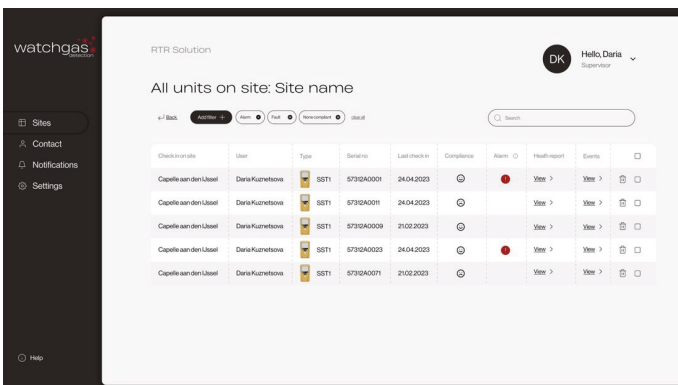 watchgas
detection
RTR Solution
DK
Hello, Daria
Supervisor
All units on site: Site name
Back
Add filter +
Alarm
Fault
None compliant
clear all
Search
Sites
Contact
Notifications
Settings
Check in on site User Type Serial no Last check in Compliance Alarm Health report Events
Capelle aan den IJssel Daria Kuznetsova SST1 57312A0001 24.04.2023 ! View > View >
Capelle aan den IJssel Daria Kuznetsova SST1 57312A0011 24.04.2023 View > View >
Capelle aan den IJssel Daria Kuznetsova SST1 57312A0009 21.02.2023 View > View >
Capelle aan den IJssel Daria Kuznetsova SST1 57312A0023 24.04.2023 ! View > View >
Capelle aan den IJssel Daria Kuznetsova SST1 57312A0071 21.02.2023 View > View >
Help